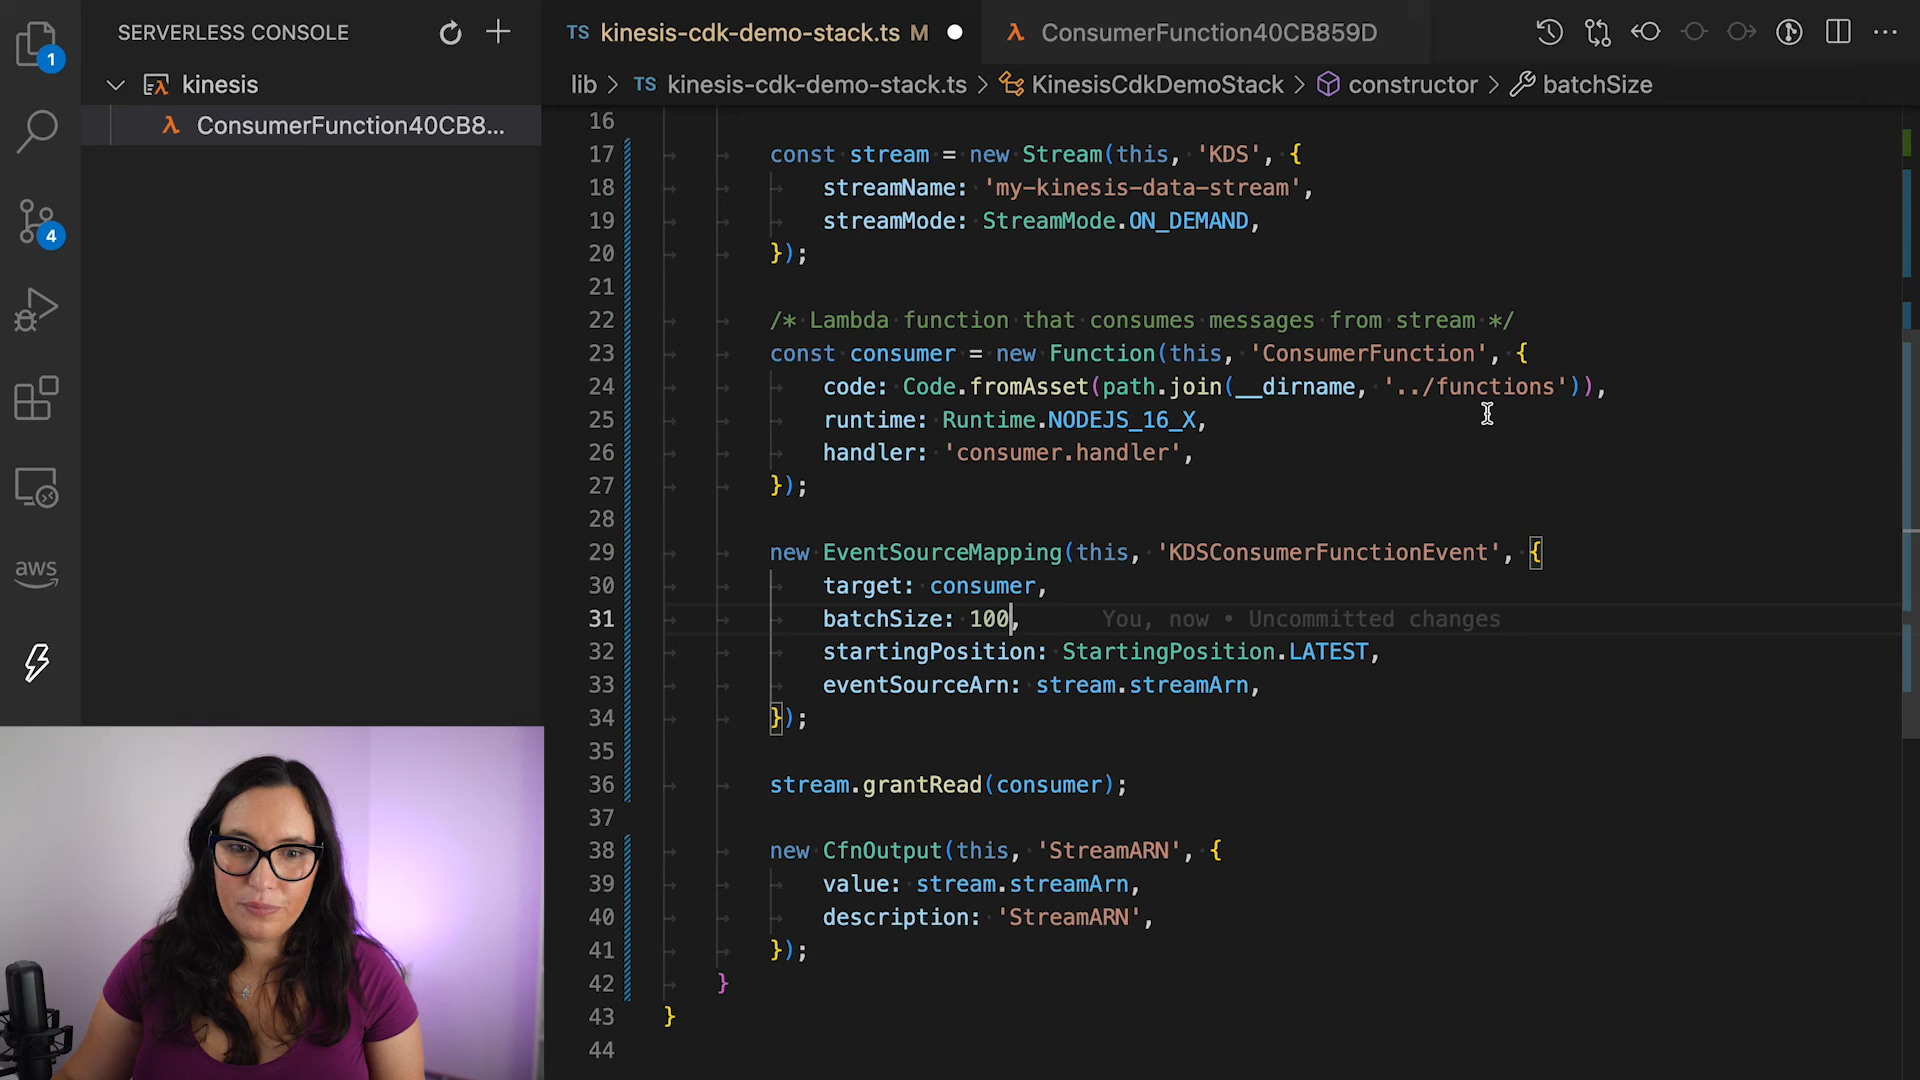 SERVERLESS CONSOLE
TS kinesis-cdk-demo-stack.ts M
λ ConsumerFunction40CB859D
1
kinesis
λ ConsumerFunction40CB8...
4
aws
lib > TS kinesis-cdk-demo-stack.ts > KinesisCdkDemoStack > constructor > batchSize
16
17 const stream = new Stream(this, 'KDS', {
18 streamName: 'my-kinesis-data-stream',
19 streamMode: StreamMode.ON_DEMAND,
20 });
21
22 /* Lambda function that consumes messages from stream */
23 const consumer = new Function(this, 'ConsumerFunction', {
24 code: Code.fromAsset(path.join(__dirname, '../functions')),
25 runtime: Runtime.NODEJS_16_X,
26 handler: 'consumer.handler',
27 });
28
29 new EventSourceMapping(this, 'KDSConsumerFunctionEvent', {
30 target: consumer,
31 batchSize: 100, You, now • Uncommitted changes
32 startingPosition: StartingPosition.LATEST,
33 eventSourceArn: stream.streamArn,
34 });
35
36 stream.grantRead(consumer);
37
38 new CfnOutput(this, 'StreamARN', {
39 value: stream.streamArn,
40 description: 'StreamARN',
41 });
42 }
43 }
44